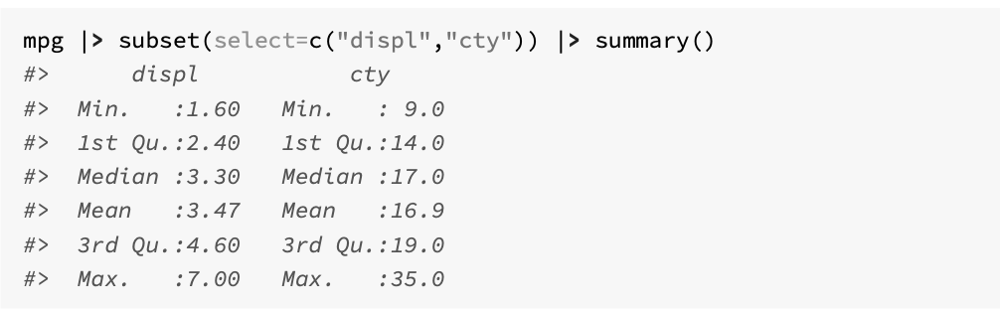 mpg |> subset(select=c("displ","cty")) |> summary()
#>      displ           cty
#>  Min.   :1.60   Min.   : 9.0
#>  1st Qu.:2.40   1st Qu.:14.0
#>  Median :3.30   Median :17.0
#>  Mean   :3.47   Mean   :16.9
#>  3rd Qu.:4.60   3rd Qu.:19.0
#>  Max.   :7.00   Max.   :35.0